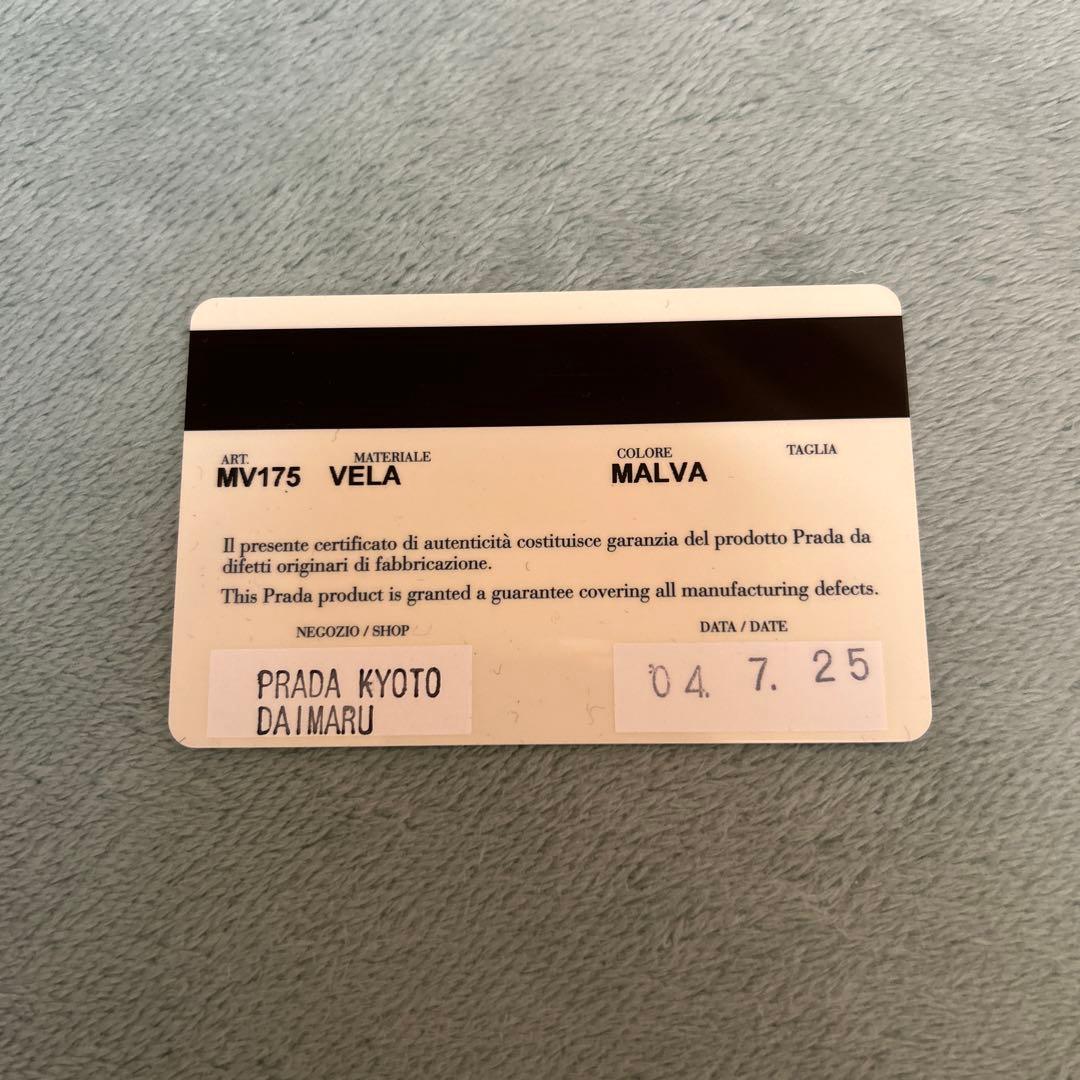 ART. MATERIALE COLORE TAGLIA
MV175 VELA MALVA
Il presente certificato di autenticità costituisce garanzia del prodotto Prada da
difetti originari di fabbricazione.
This Prada product is granted a guarantee covering all manufacturing defects.
NEGOZIO / SHOP DATA / DATE
PRADA KYOTO
DAIMARU
04. 7. 25